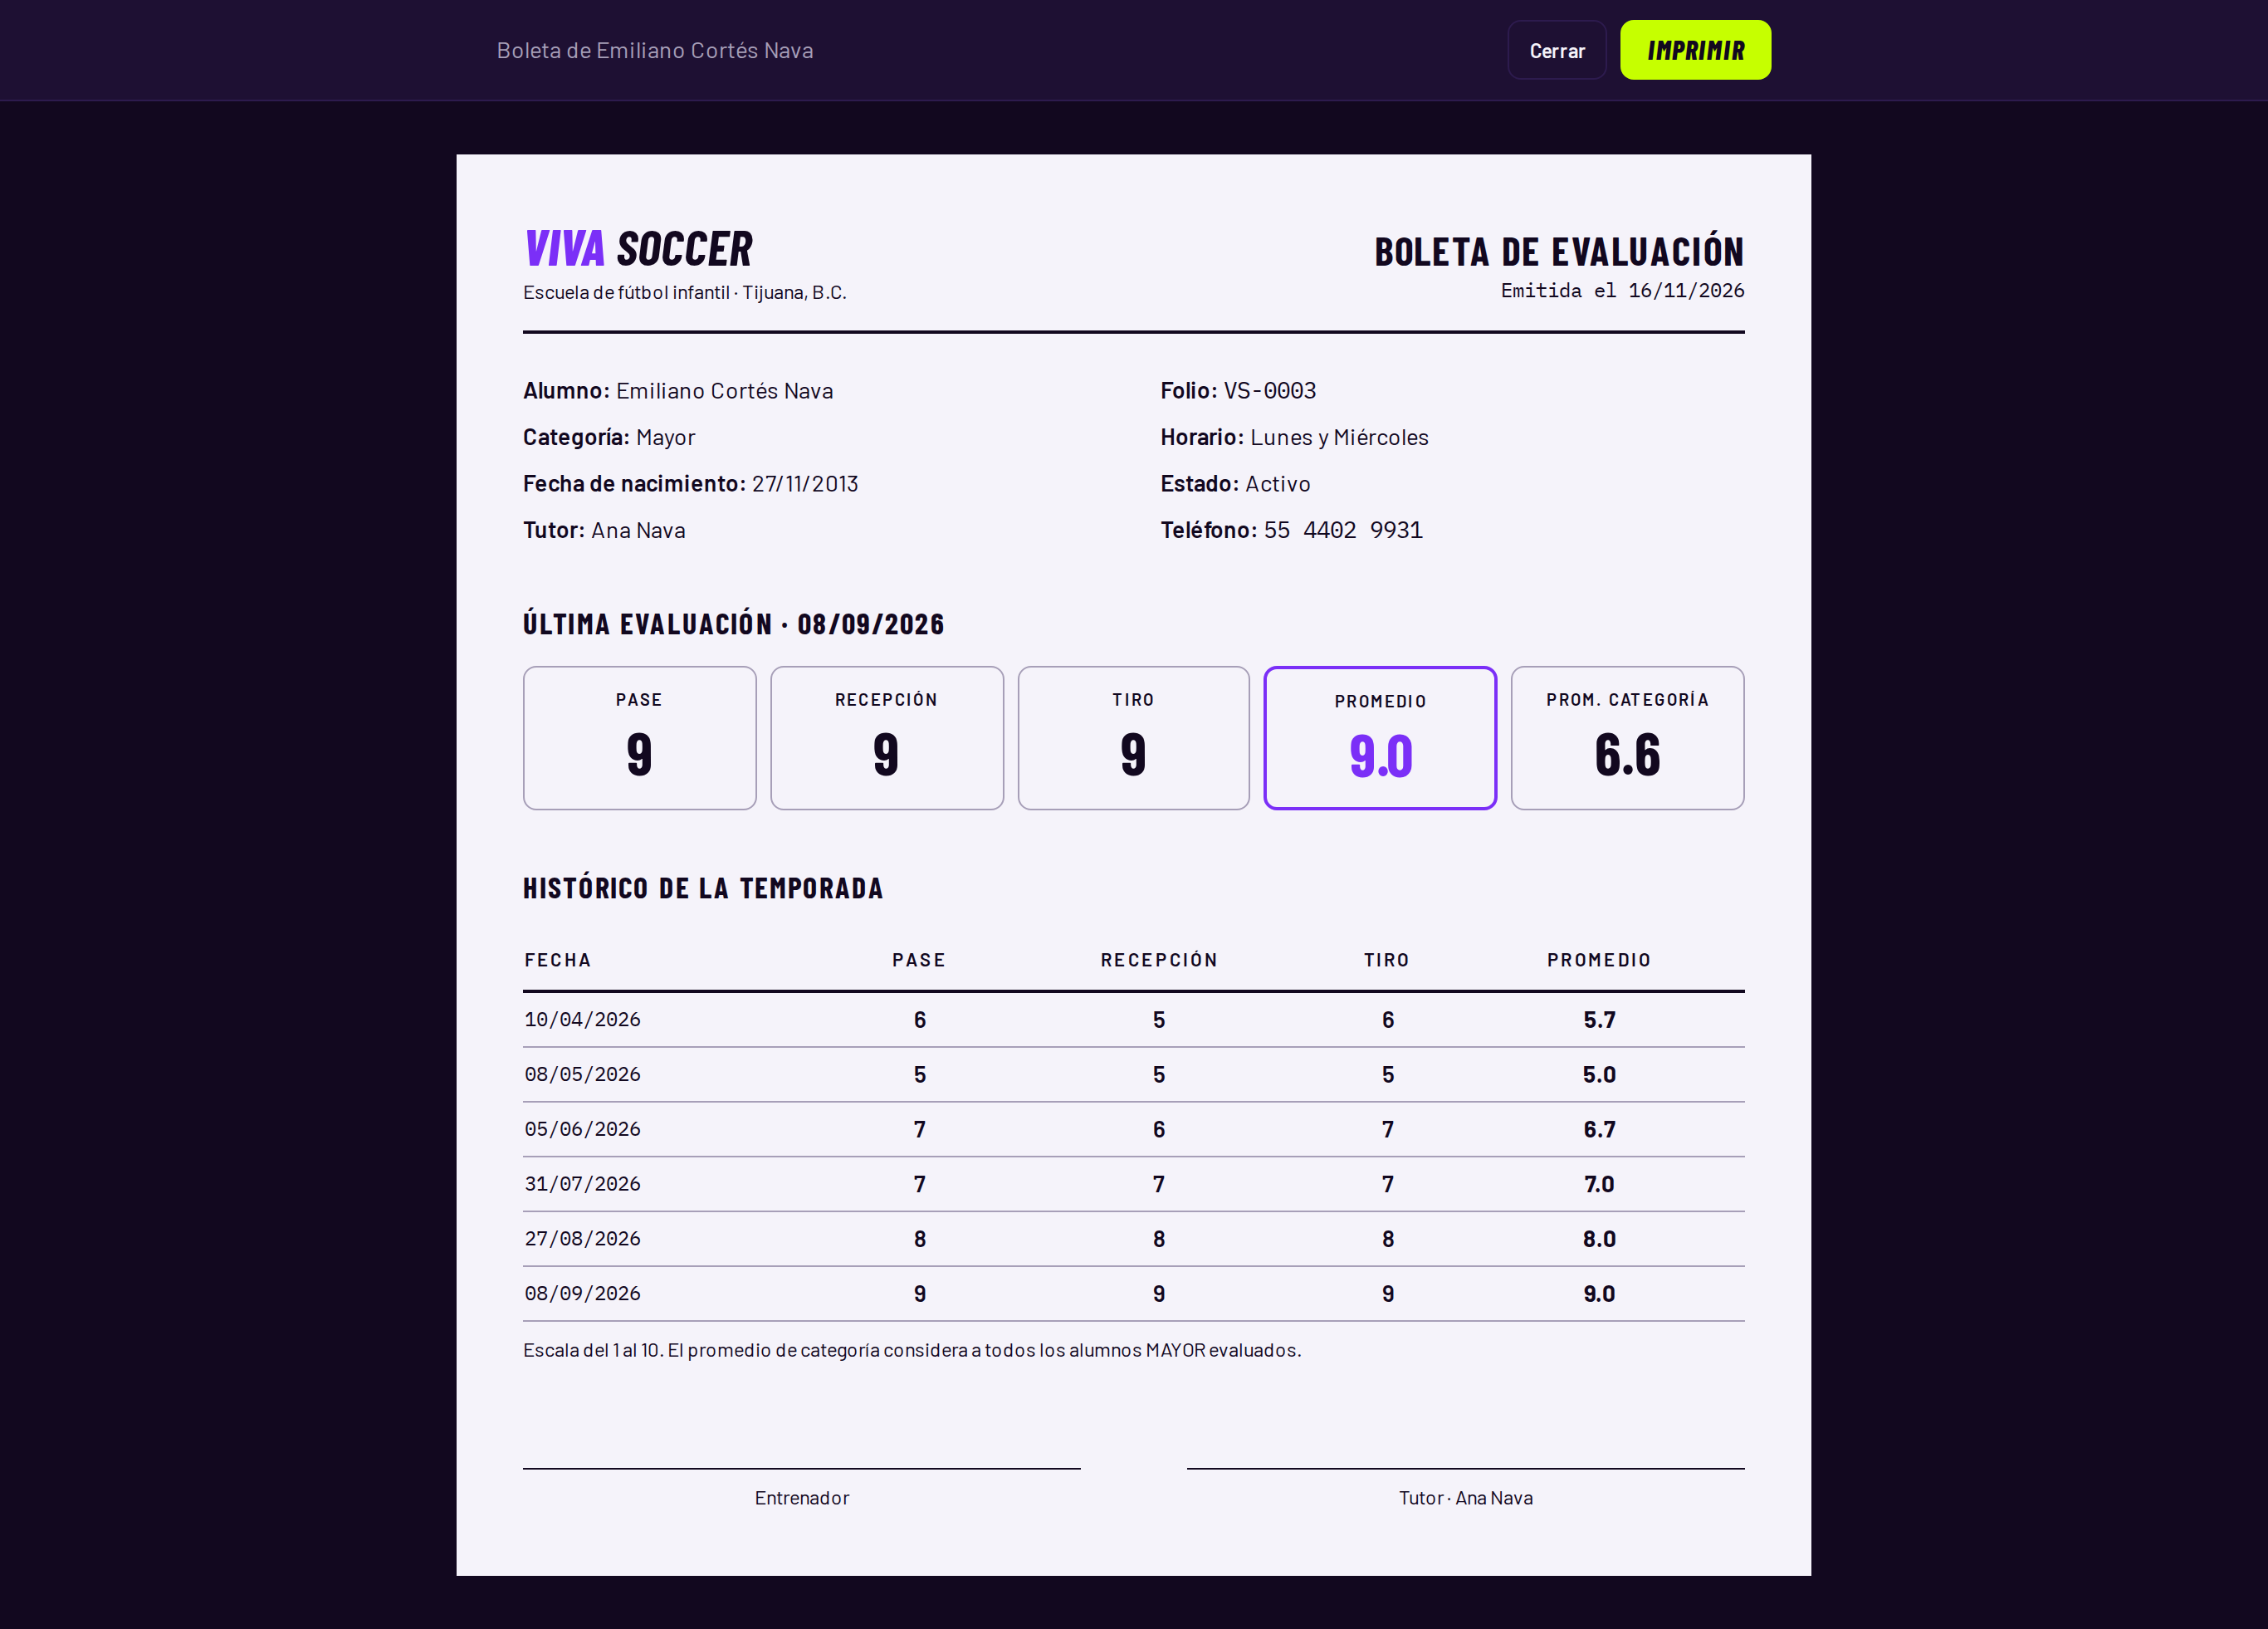 Boleta de Emiliano Cortés Nava
Cerrar
IMPRIMIR
VIVA SOCCER
Escuela de fútbol infantil · Tijuana, B.C.
BOLETA DE EVALUACIÓN
Emitida el 16/11/2026
Alumno: Emiliano Cortés Nava
Folio: VS-0003
Categoría: Mayor
Horario: Lunes y Miércoles
Fecha de nacimiento: 27/11/2013
Estado: Activo
Tutor: Ana Nava
Teléfono: 55 4402 9931
ÚLTIMA EVALUACIÓN · 08/09/2026
PASE
9
RECEPCIÓN
9
TIRO
9
PROMEDIO
9.0
PROM. CATEGORÍA
6.6
HISTÓRICO DE LA TEMPORADA
FECHA PASE RECEPCIÓN TIRO PROMEDIO
10/04/2026 6 5 6 5.7
08/05/2026 5 5 5 5.0
05/06/2026 7 6 7 6.7
31/07/2026 7 7 7 7.0
27/08/2026 8 8 8 8.0
08/09/2026 9 9 9 9.0
Escala del 1 al 10. El promedio de categoría considera a todos los alumnos MAYOR evaluados.
Entrenador
Tutor · Ana Nava